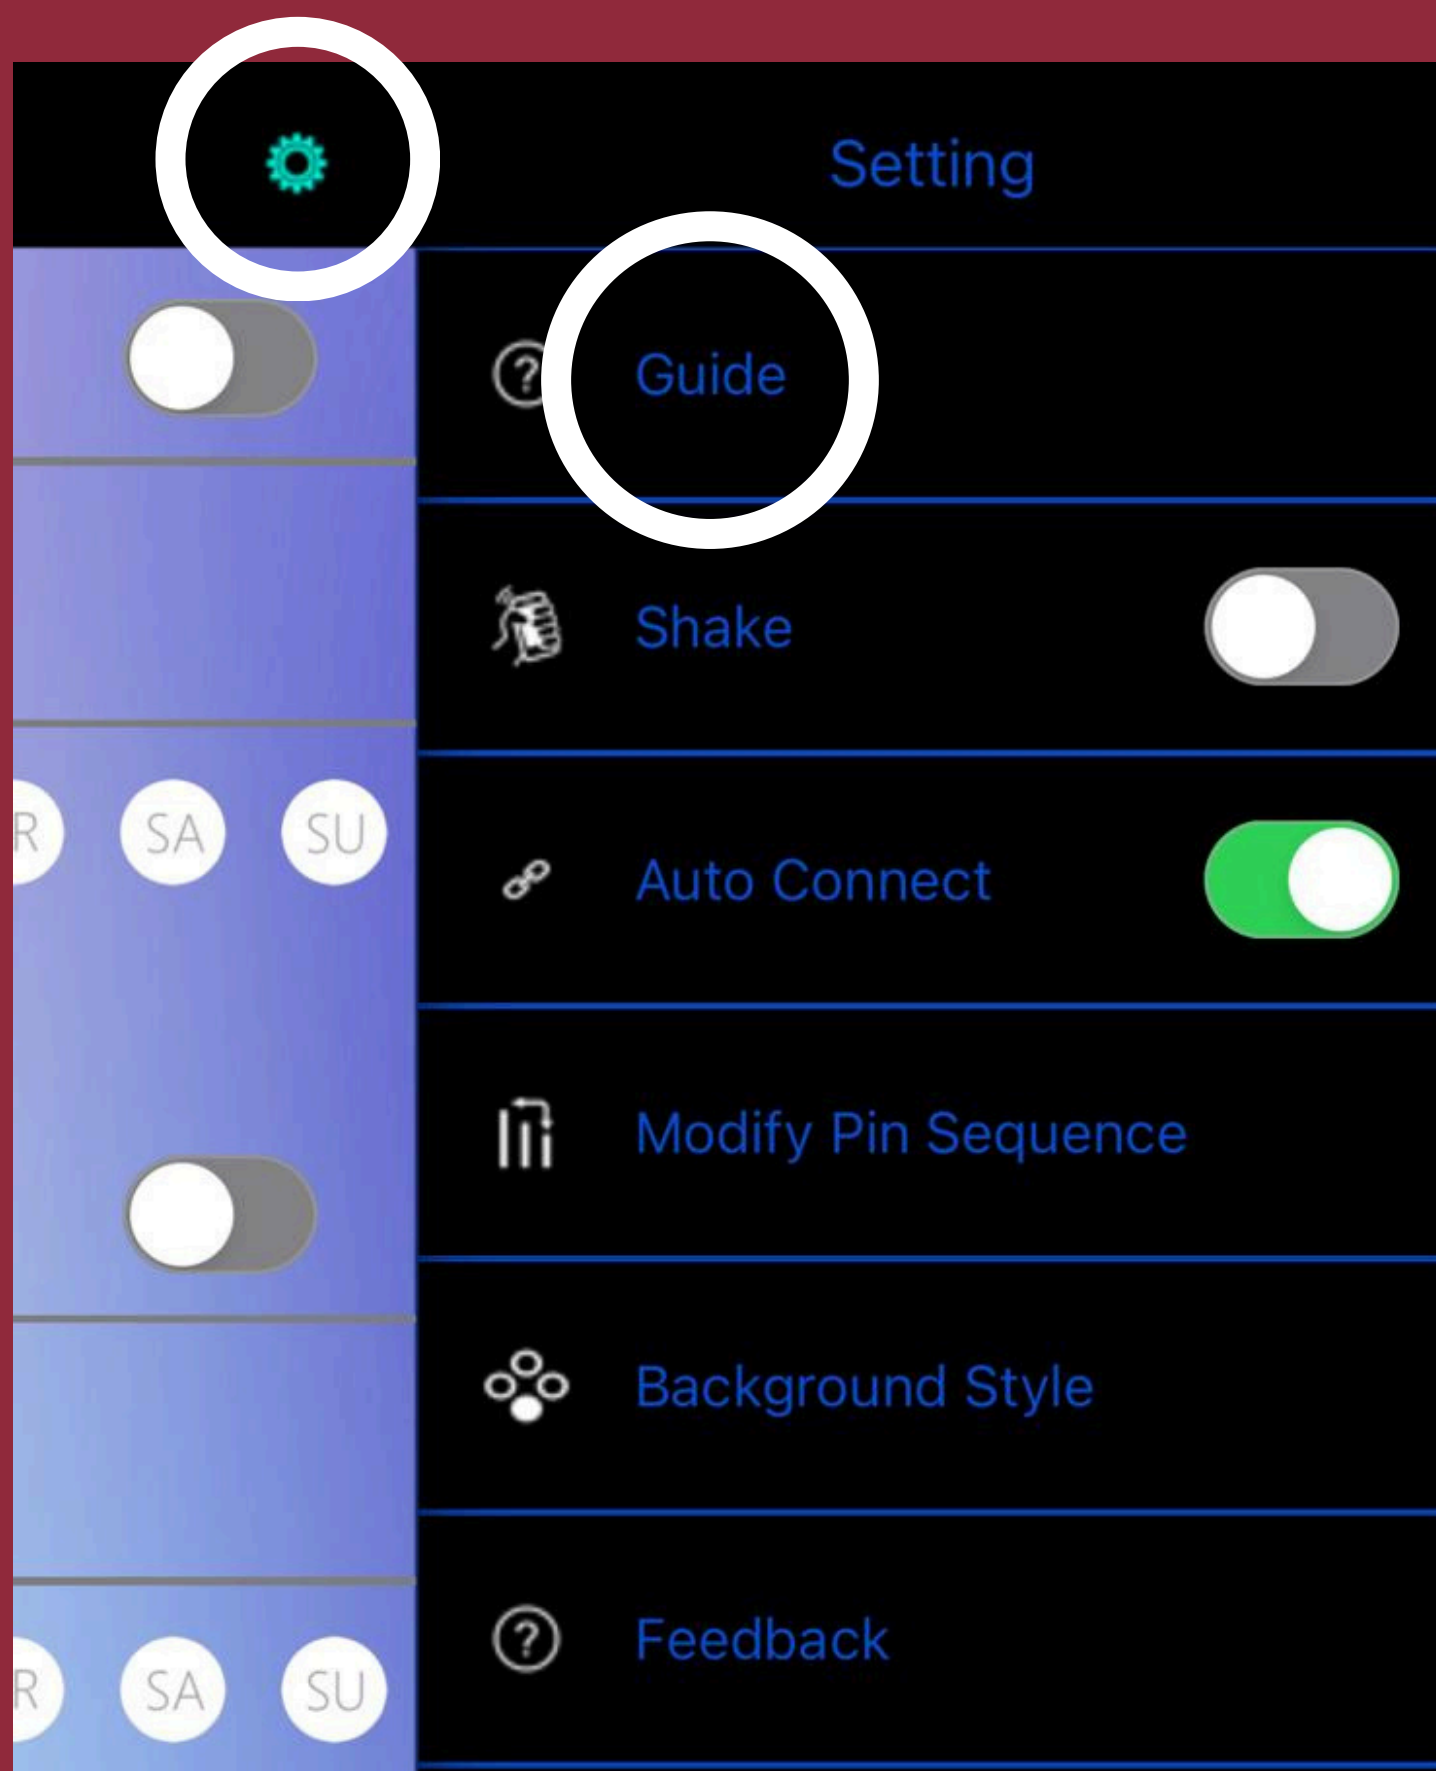 Setting
Guide
Shake
R SA SU
Auto Connect
Modify Pin Sequence
Background Style
Feedback
R SA SU